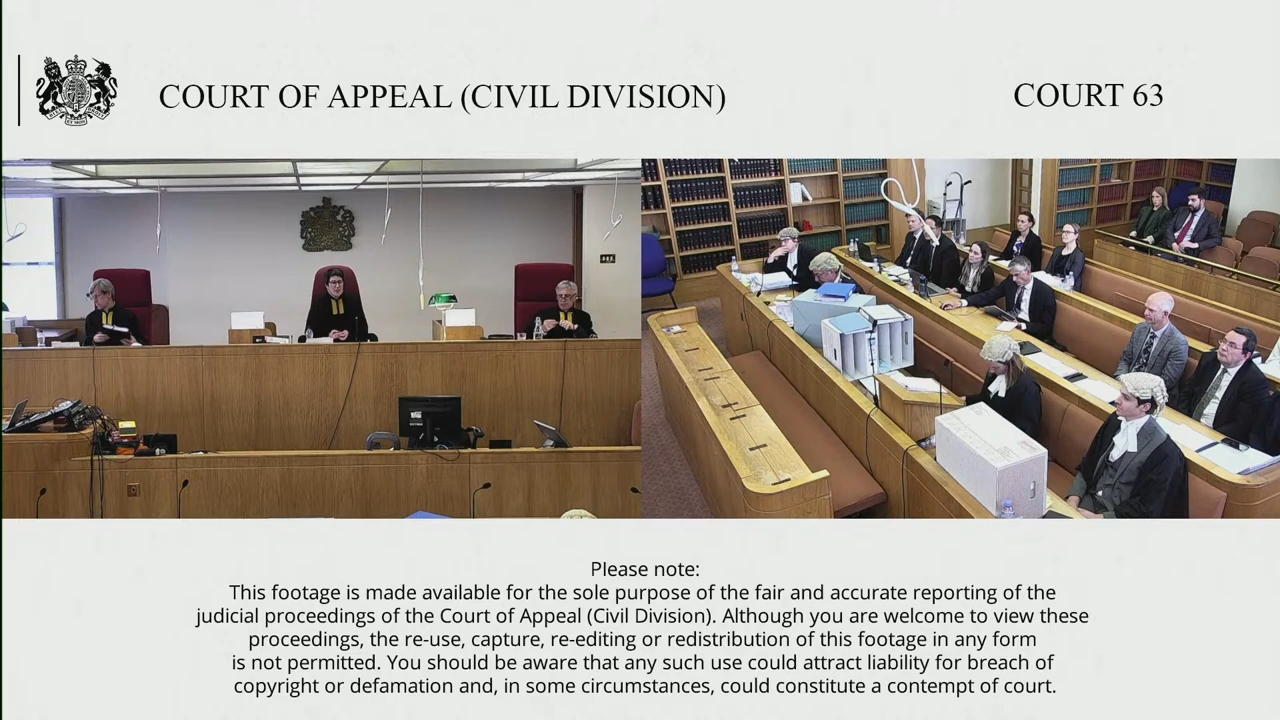 COURT OF APPEAL (CIVIL DIVISION)
COURT 63
Please note:
This footage is made available for the sole purpose of the fair and accurate reporting of the
judicial proceedings of the Court of Appeal (Civil Division). Although you are welcome to view these
proceedings, the re-use, capture, re-editing or redistribution of this footage in any form
is not permitted. You should be aware that any such use could attract liability for breach of
copyright or defamation and, in some circumstances, could constitute a contempt of court.